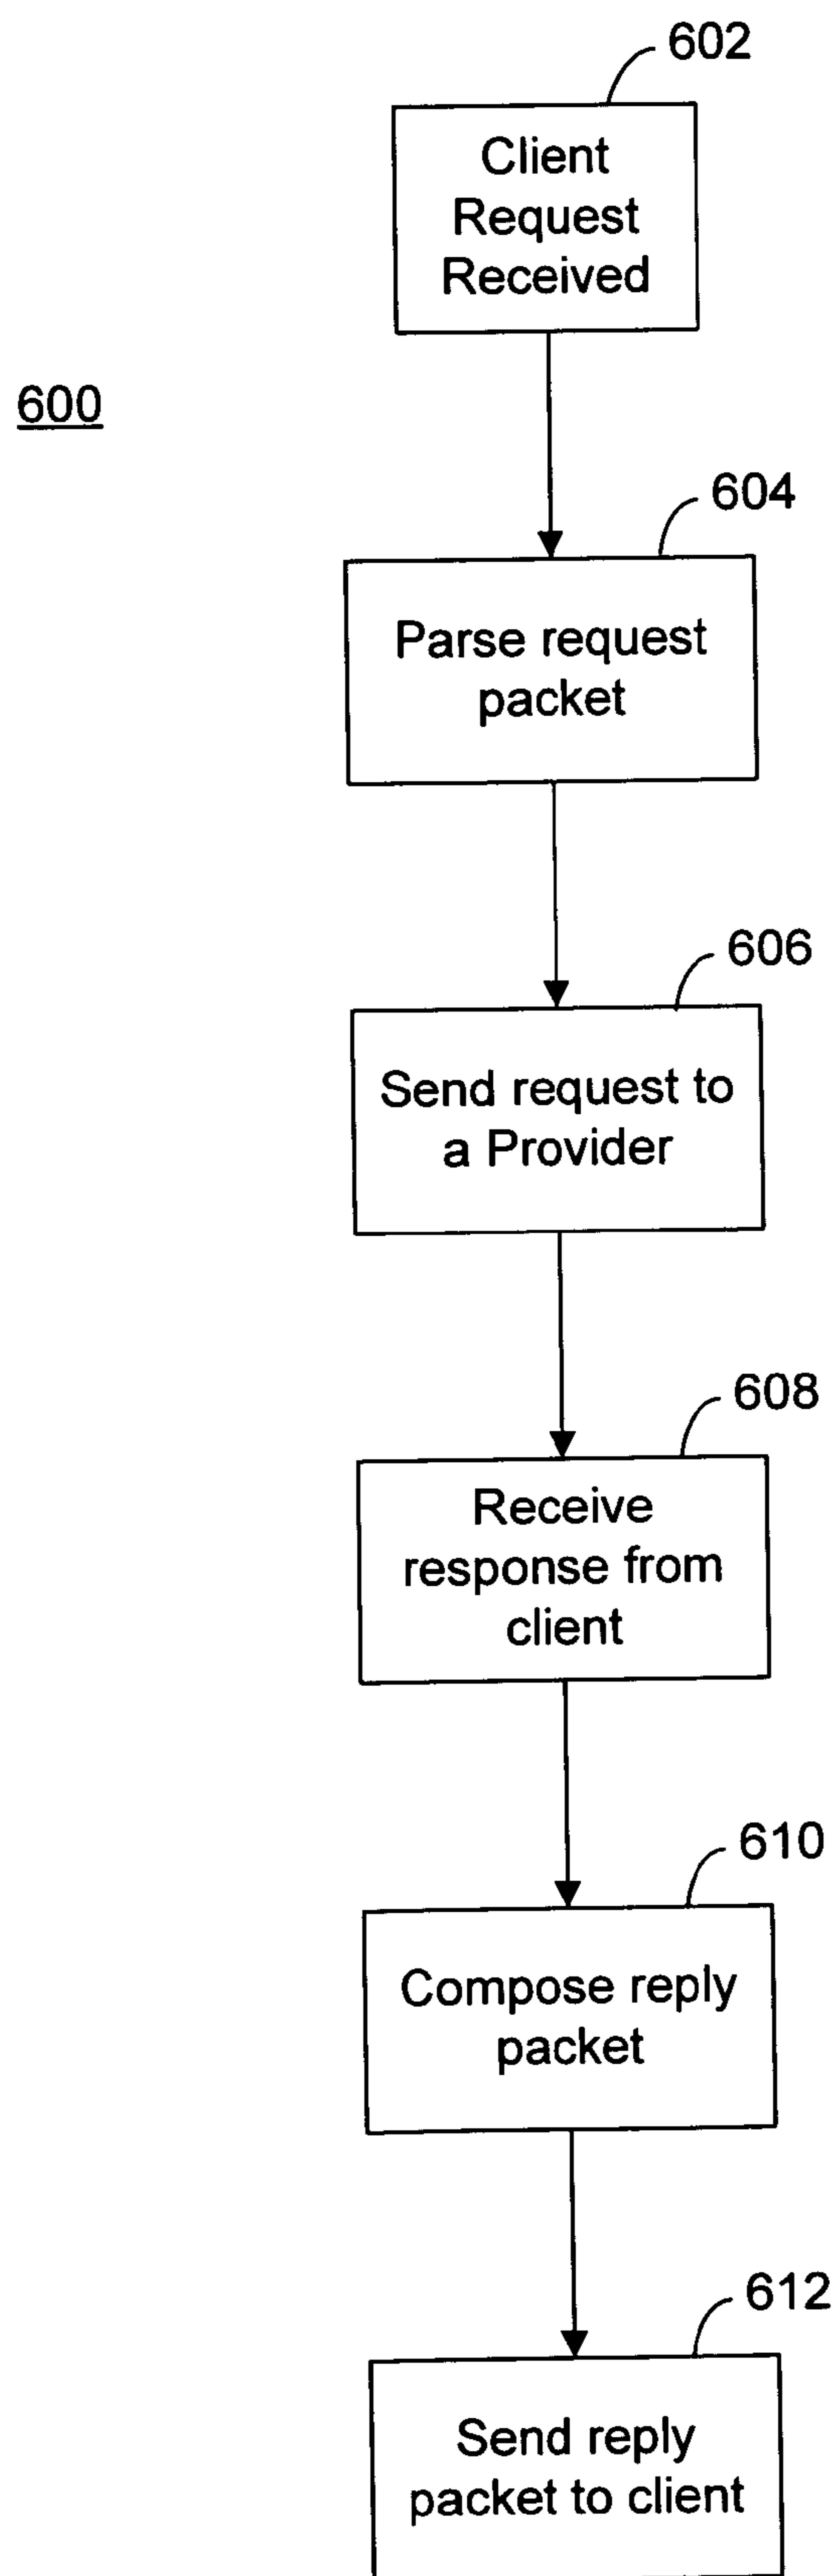 602
Client
Request
Received
600
604
Parse request
packet
606
Send request to
a Provider
608
Receive
response from
client
610
Compose reply
packet
612
Send reply
packet to client